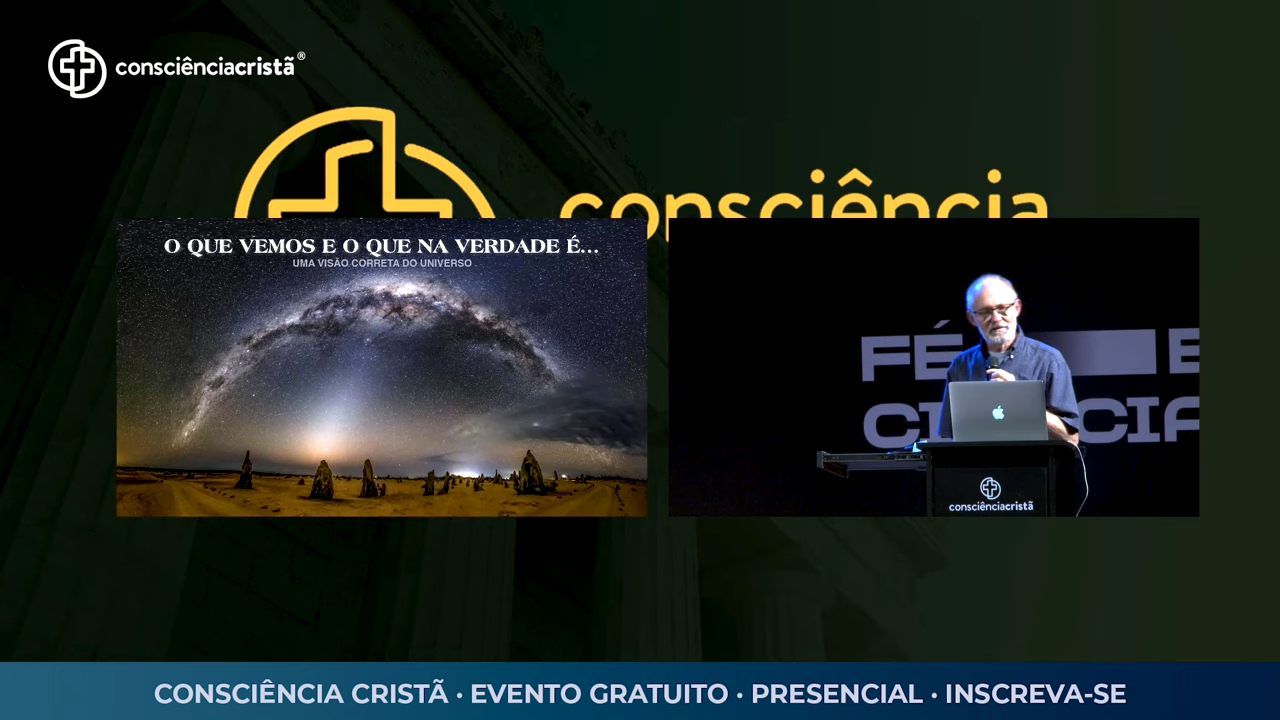 consciênciacristã®
consciência
O QUE VEMOS E O QUE NA VERDADE É...
UMA VISÃO CORRETA DO UNIVERSO
FÉ E
CIÊNCIA
consciênciacristã
CONSCIÊNCIA CRISTÃ • EVENTO GRATUITO • PRESENCIAL • INSCREVA-SE